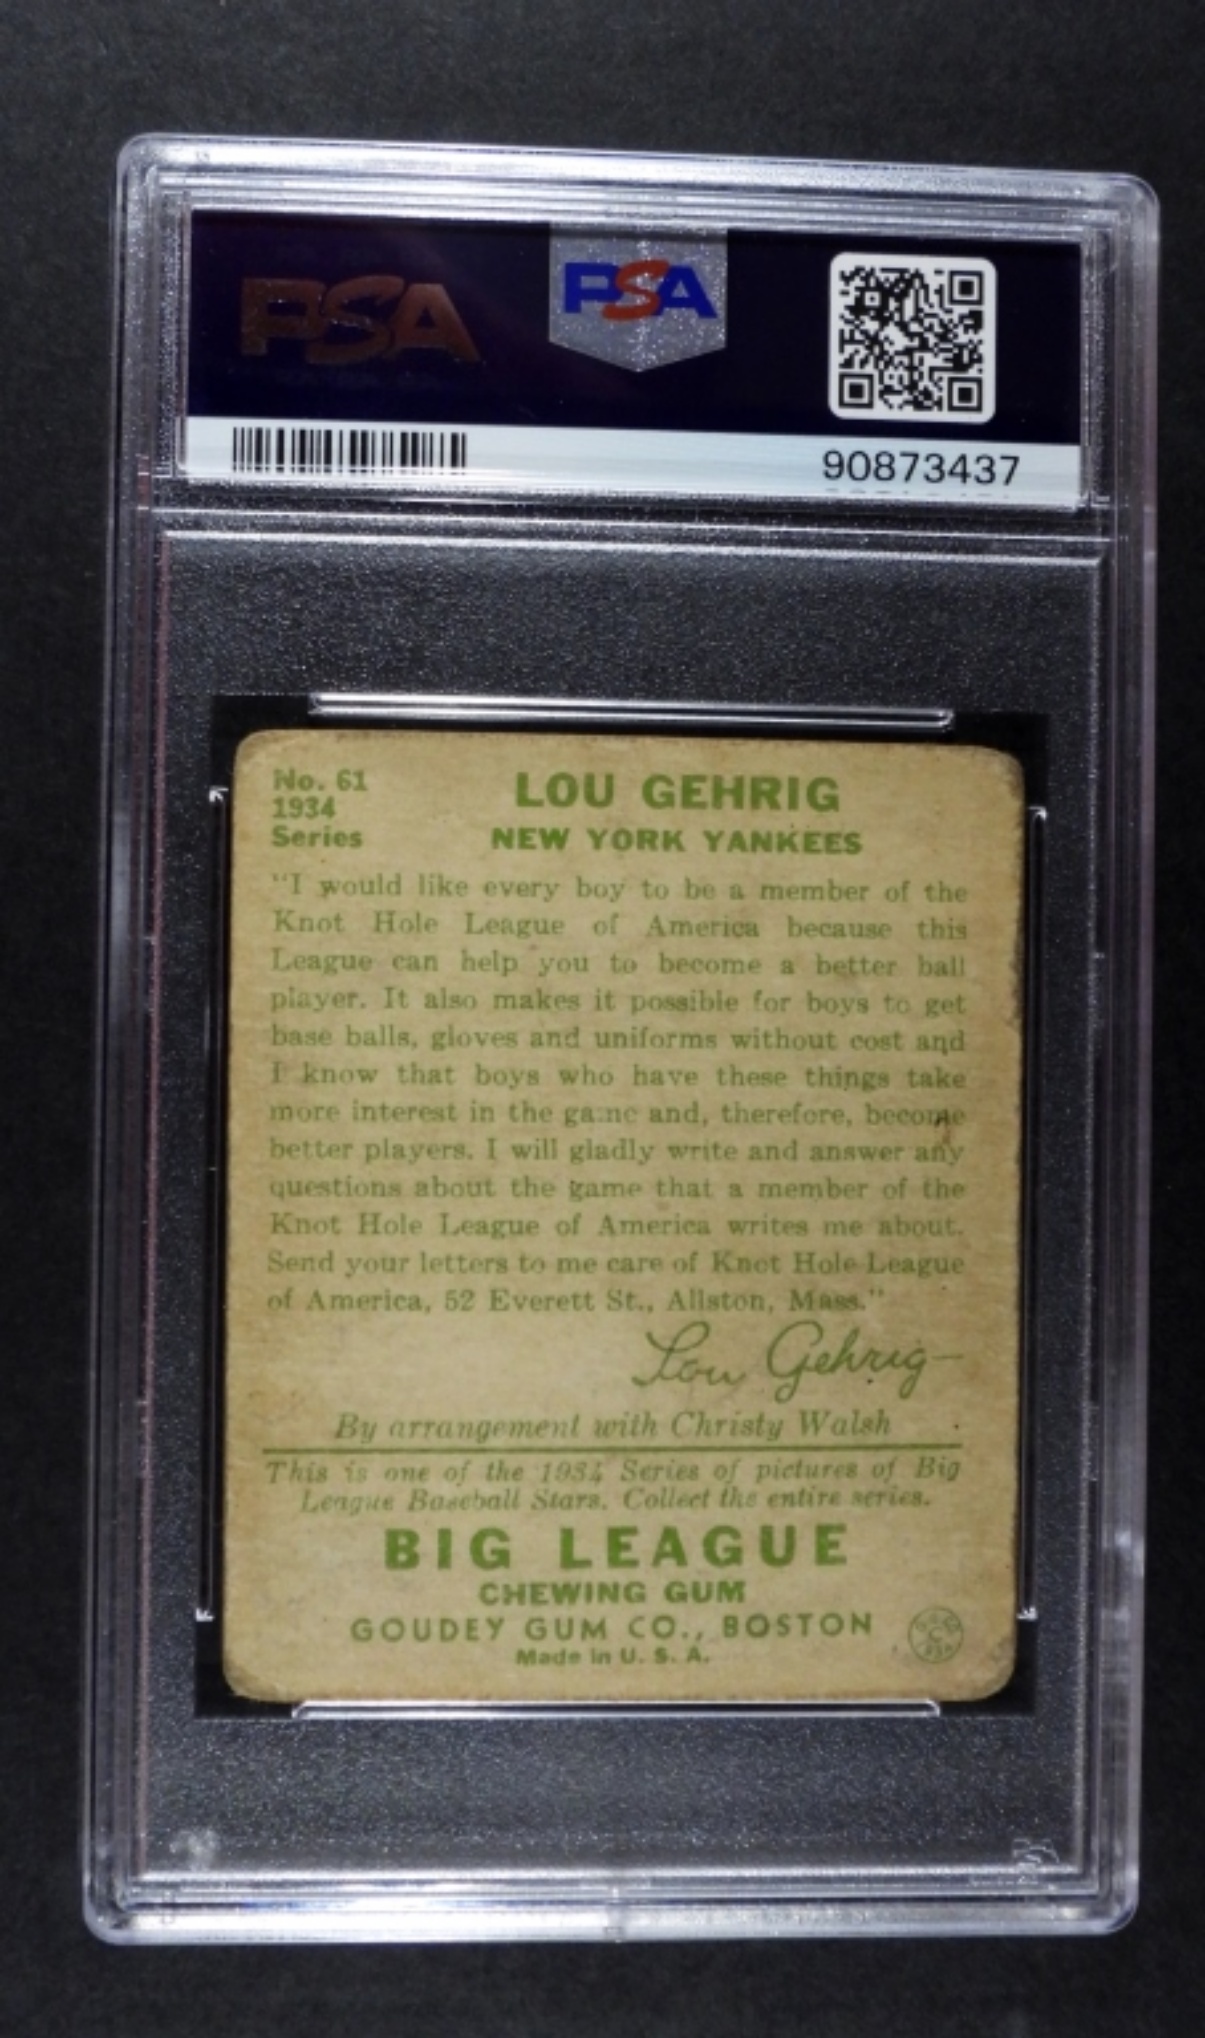 PSA
PSA
90873437
No. 61
1934
Series
LOU GEHRIG
NEW YORK YANKEES
"I would like every boy to be a member of the
Knot Hole League of America because this
League can help you to become a better ball
player. It also makes it possible for boys to get
base balls, gloves and uniforms without cost and
I know that boys who have these things take
more interest in the game and, therefore, become
better players. I will gladly write and answer any
questions about the game that a member of the
Knot Hole League of America writes me about.
Send your letters to me care of Knot Hole League
of America, 52 Everett St., Allston, Mass."
Lou Gehrig
By arrangement with Christy Walsh
This is one of the 1934 Series of pictures of Big
League Baseball Stars. Collect the entire series.
BIG LEAGUE
CHEWING GUM
GOUDEY GUM CO., BOSTON
Made in U. S. A.